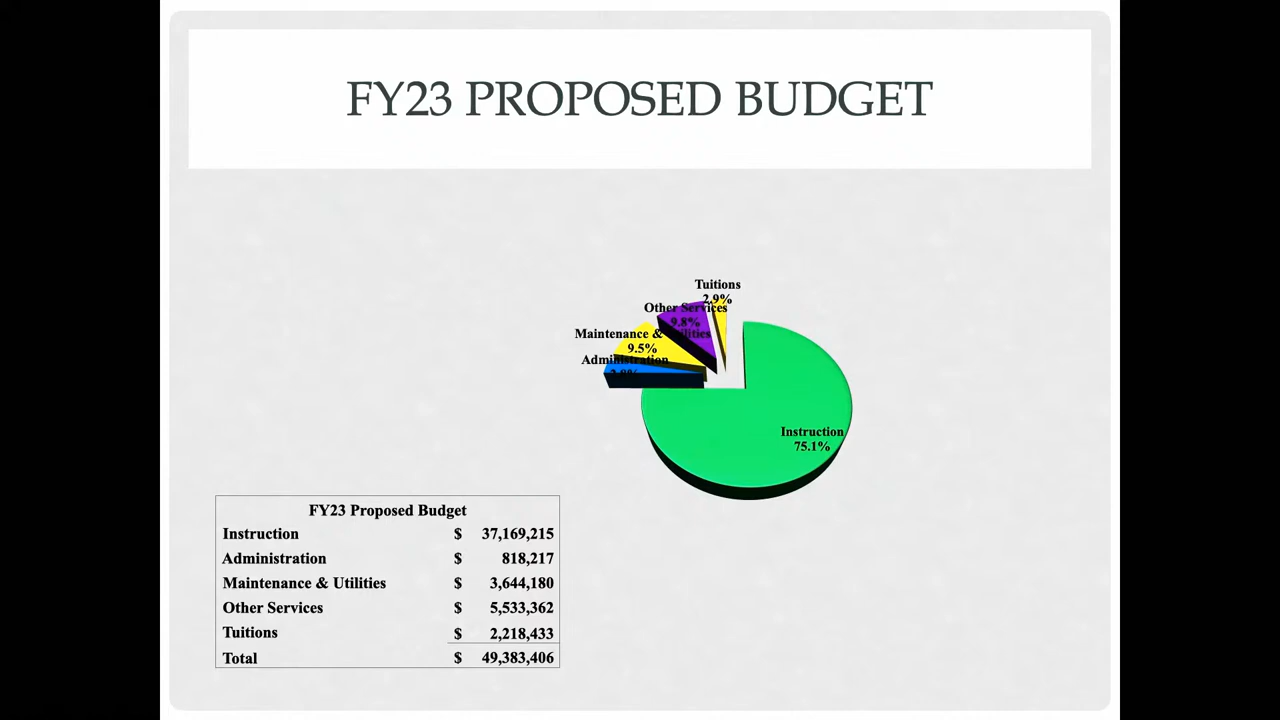 FY23 PROPOSED BUDGET
Tuitions
2.9%
Other Services
9.8%
Maintenance & Utilities
9.5%
Administration
Instruction
75.1%
FY23 Proposed Budget
Instruction $ 37,169,215
Administration $ 818,217
Maintenance & Utilities $ 3,644,180
Other Services $ 5,533,362
Tuitions $ 2,218,433
Total $ 49,383,406